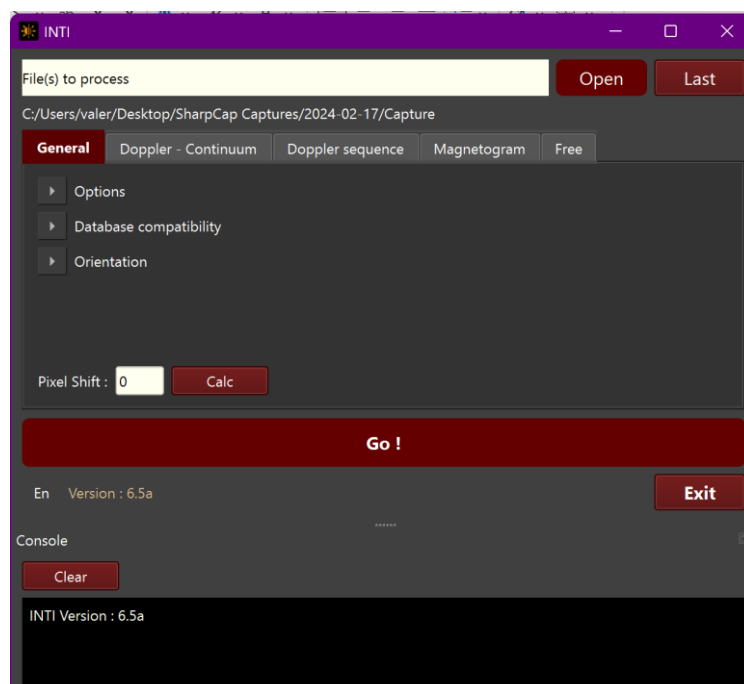 INTI
File(s) to process Open Last
C:/Users/valer/Desktop/SharpCap Captures/2024-02-17/Capture
General Doppler - Continuum Doppler sequence Magnetogram Free
Options
Database compatibility
Orientation
Pixel Shift : 0 Calc
Go !
En Version : 6.5a Exit
Console
Clear
INTI Version : 6.5a